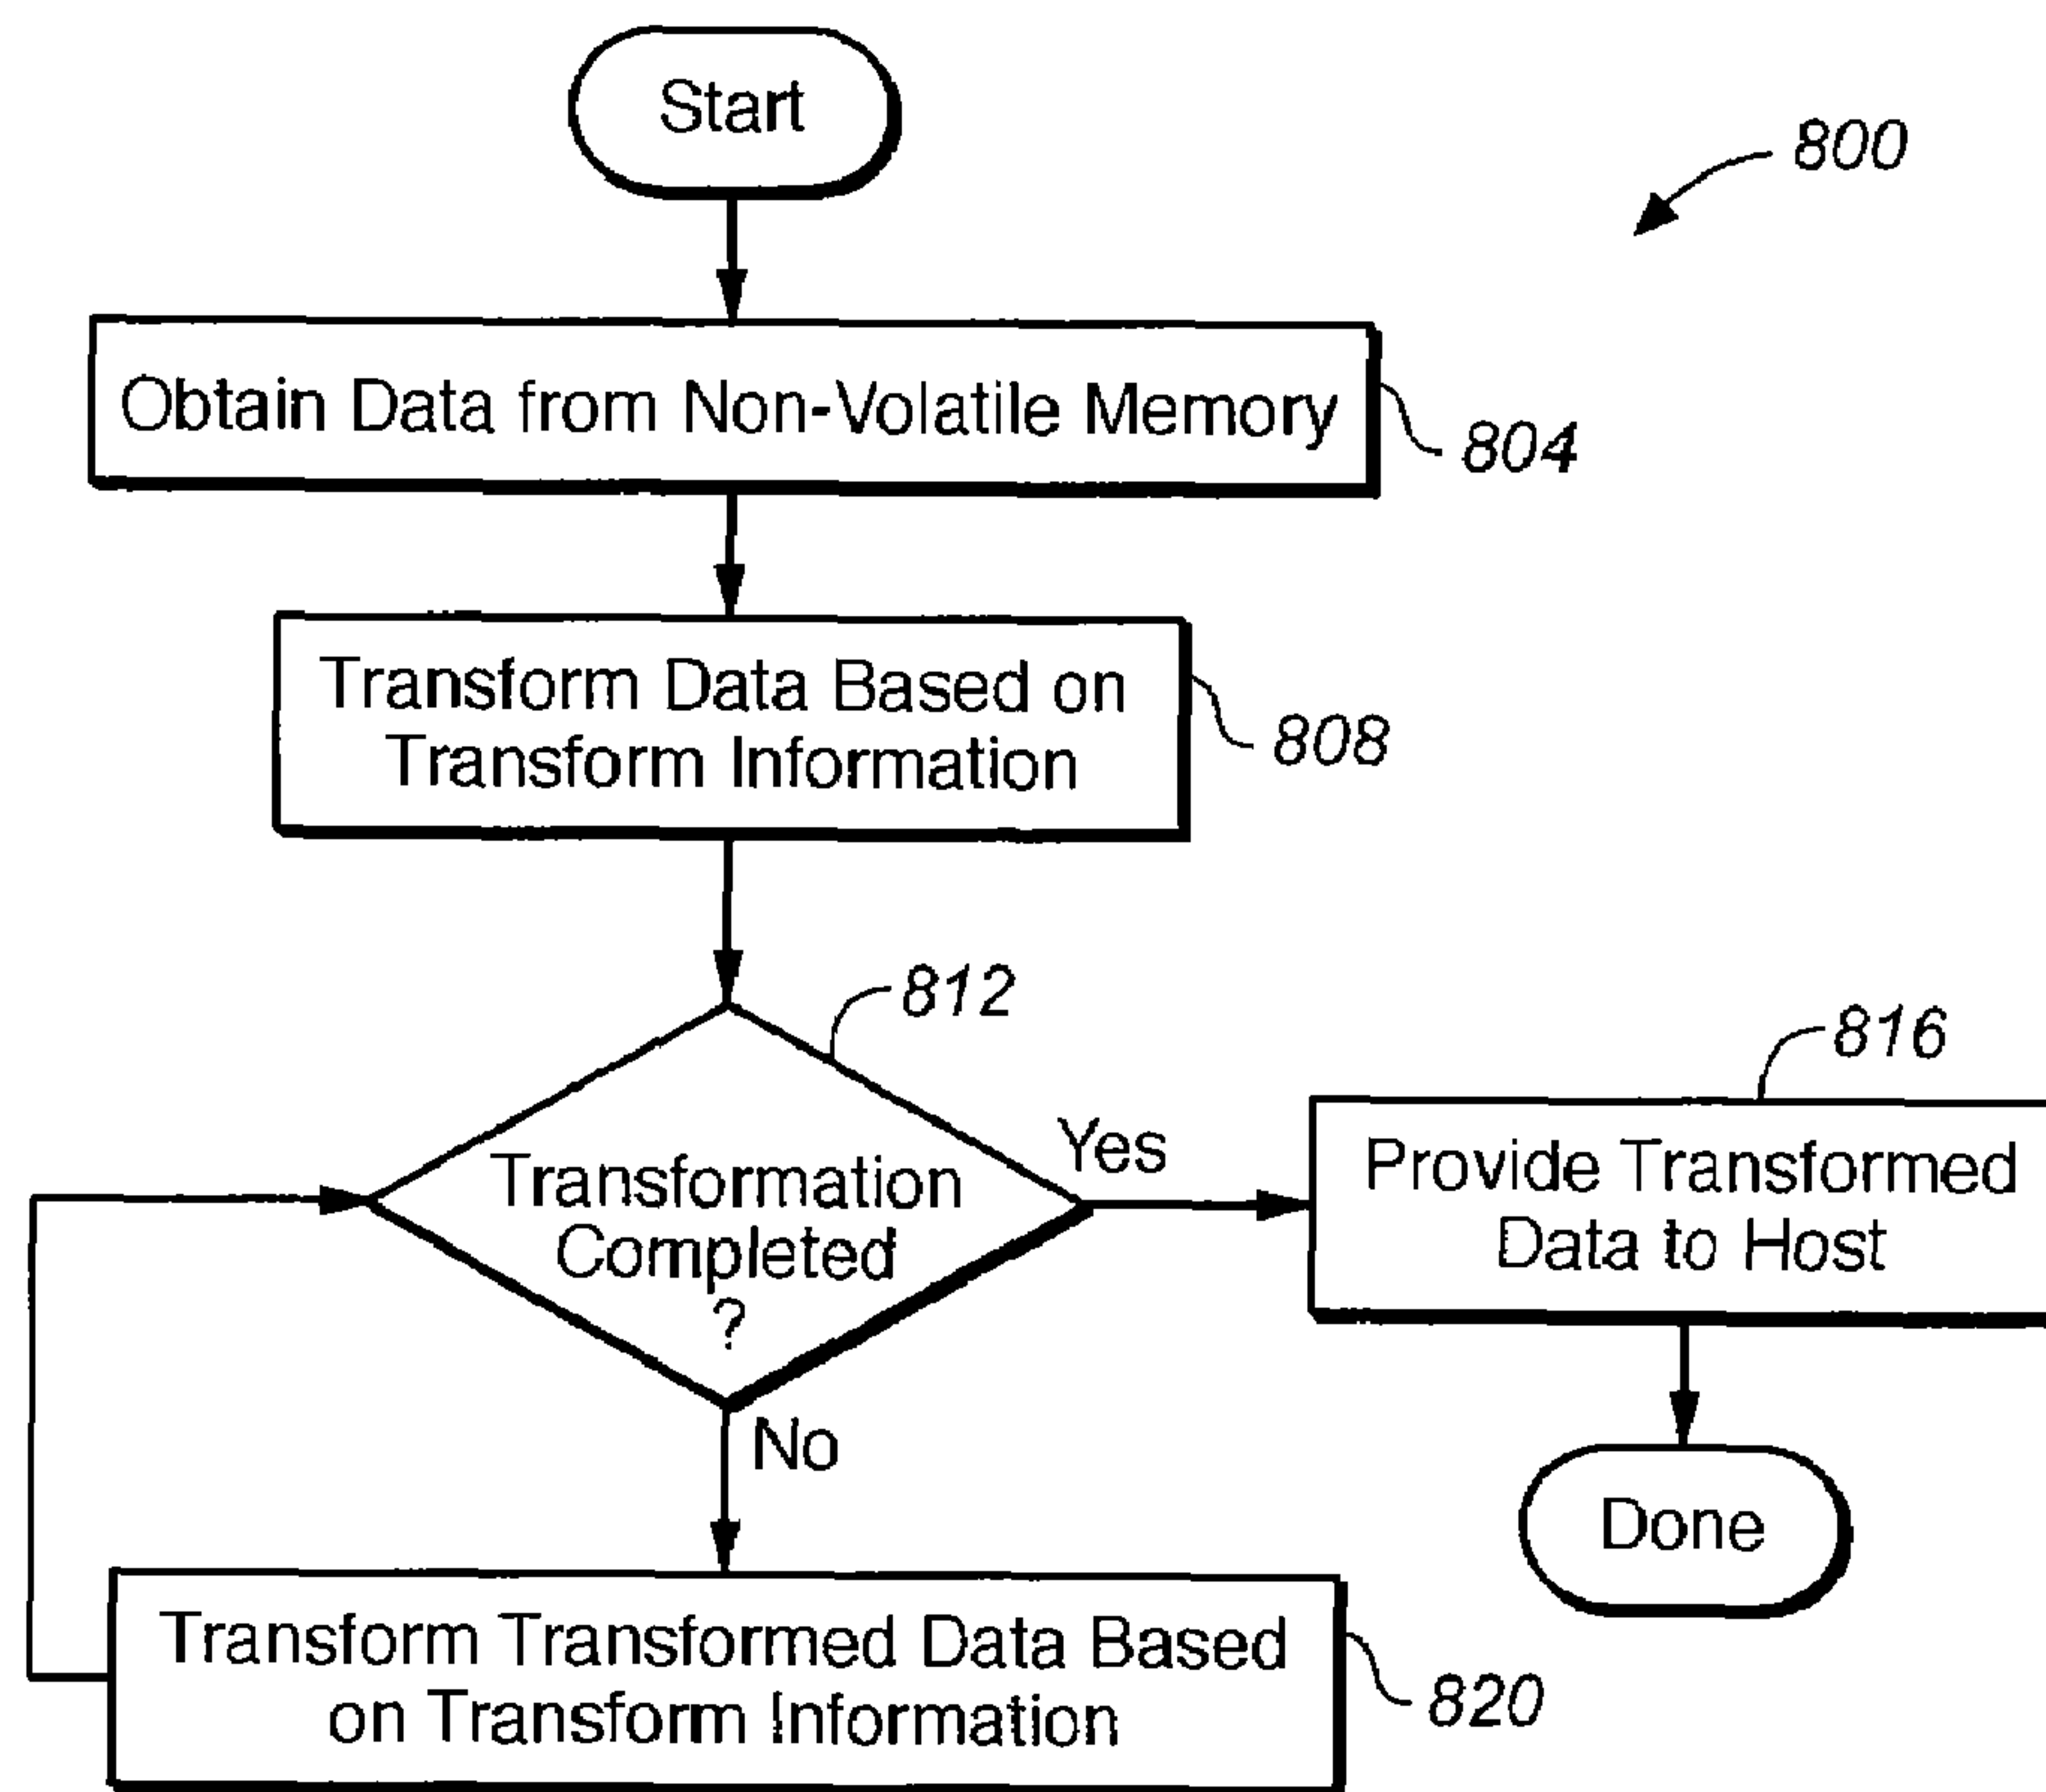 Start
800
Obtain Data from Non-Volatile Memory
804
Transform Data Based on
Transform Information
808
812
Transformation
Completed
?
Yes
816
Provide Transformed
Data to Host
No
Done
Transform Transformed Data Based
on Transform Information
820